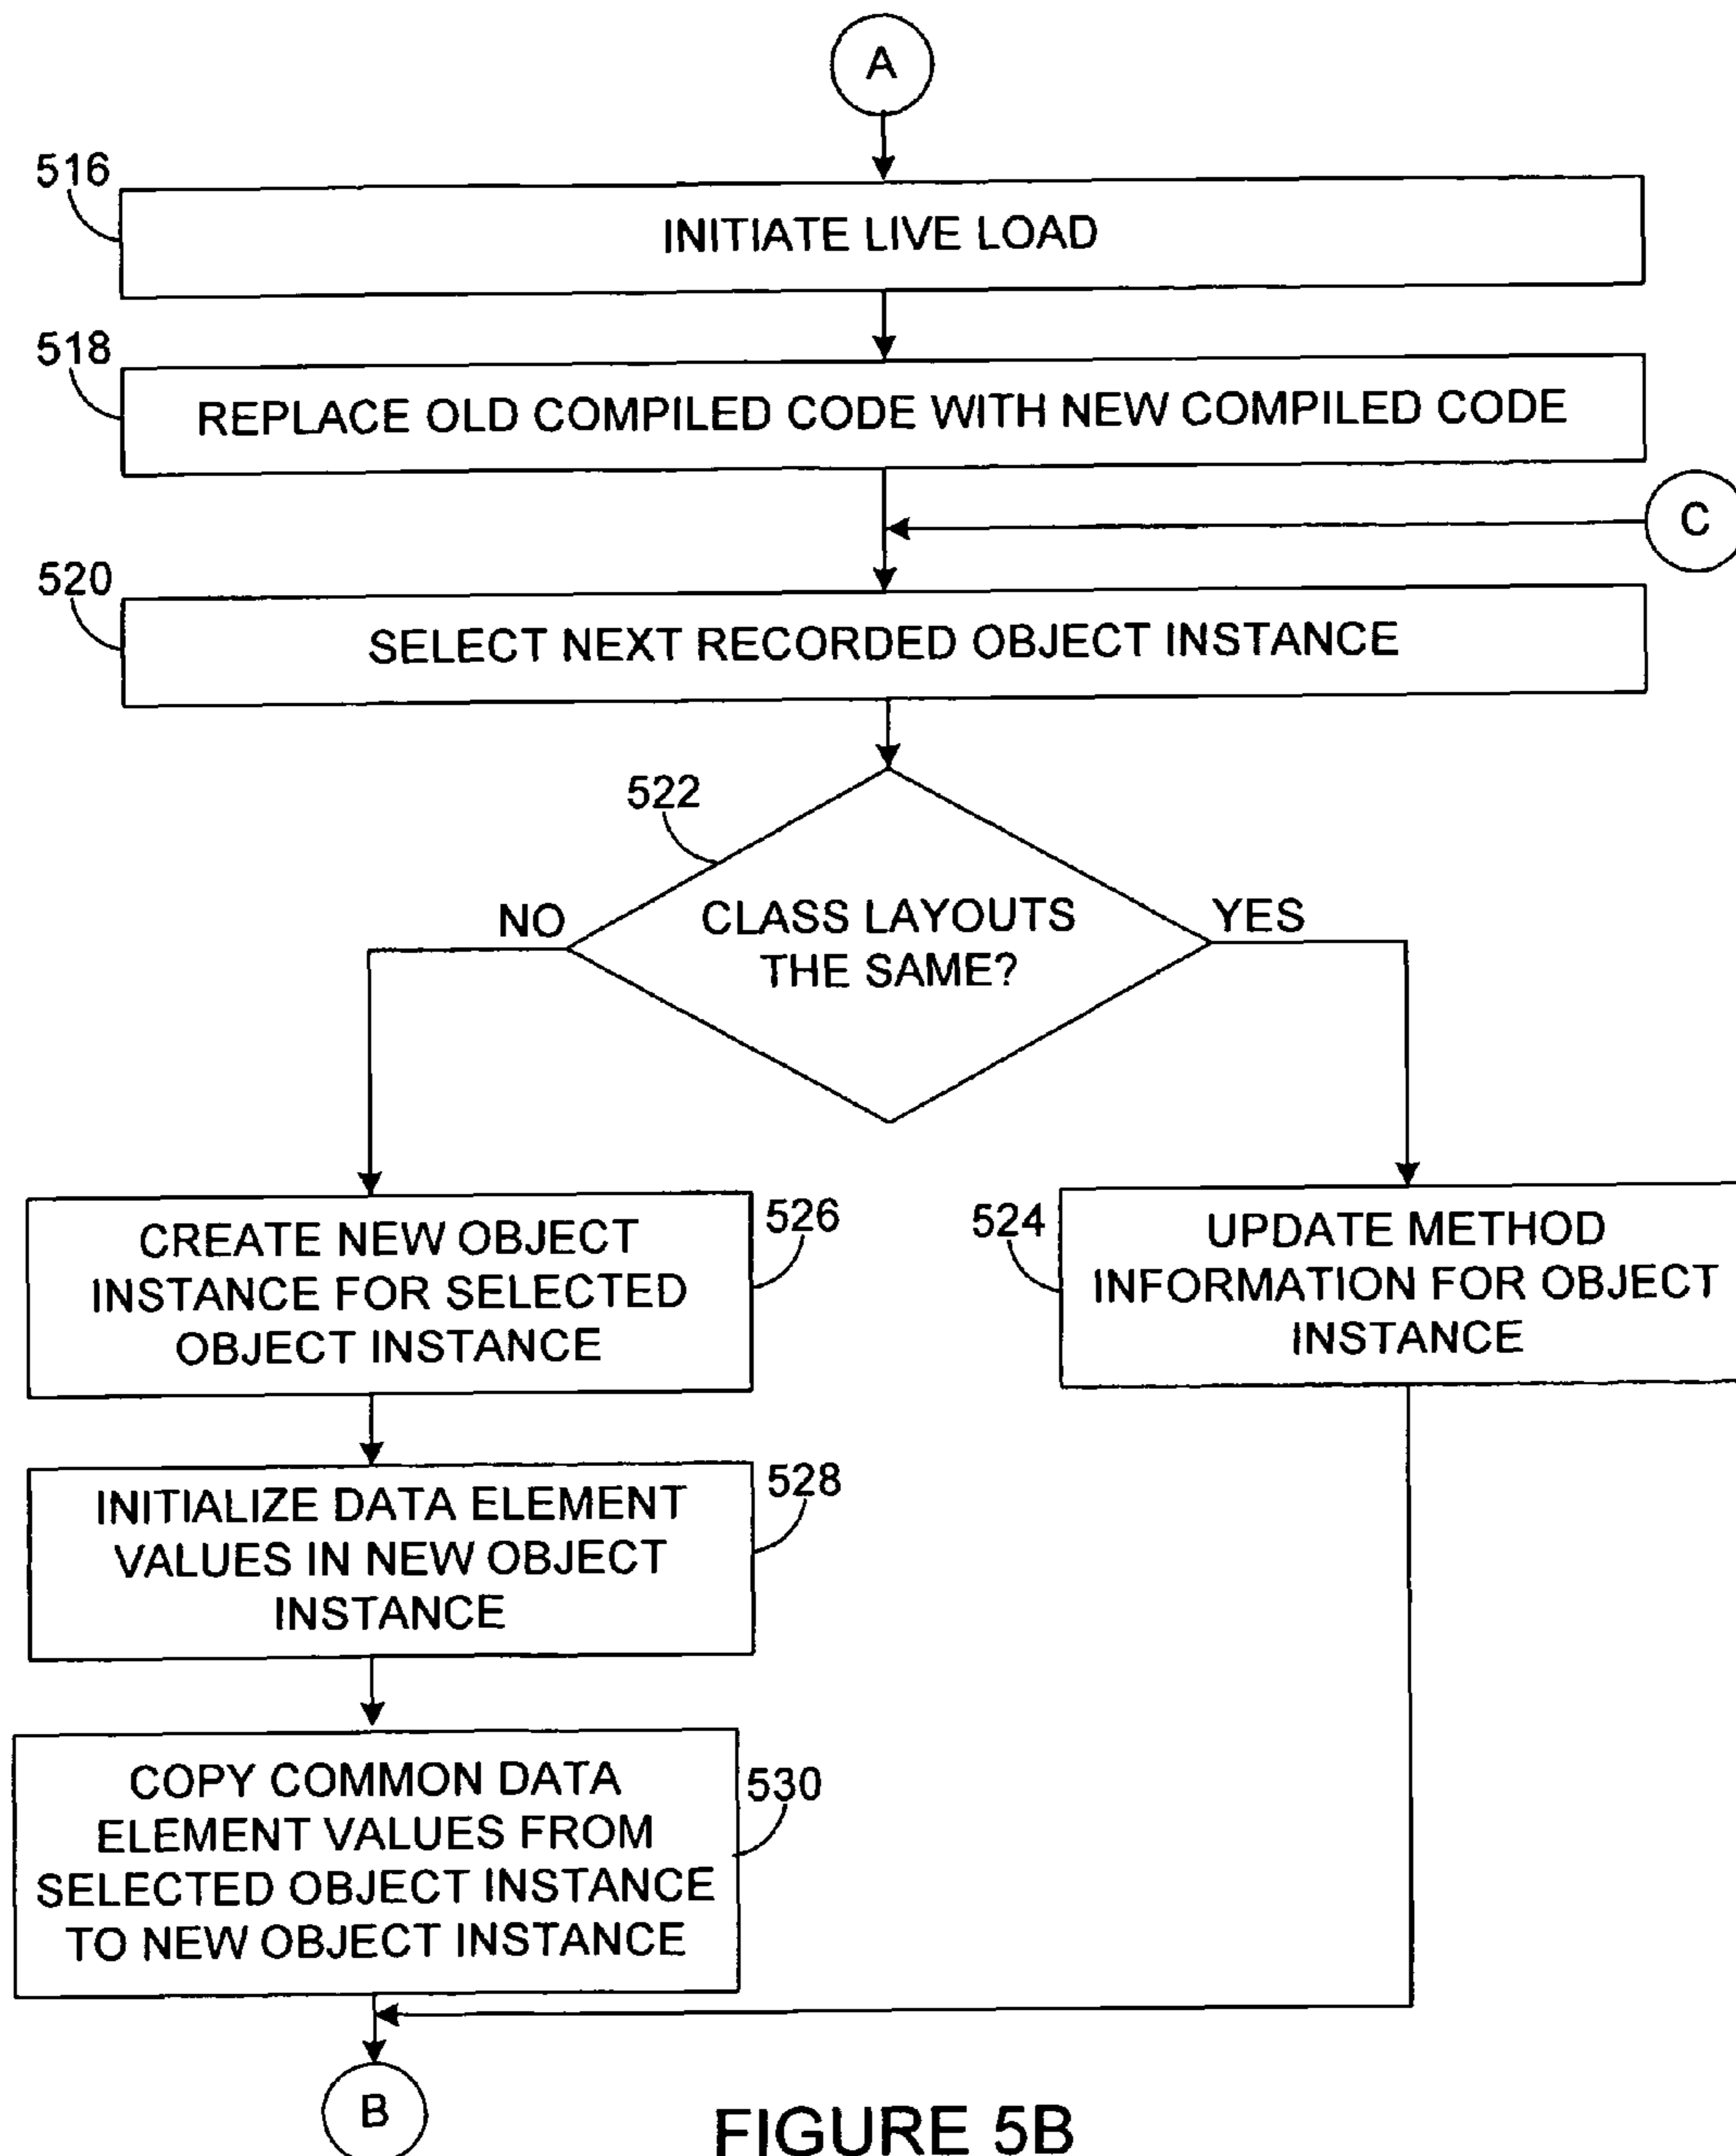 A
516
INITIATE LIVE LOAD
518
REPLACE OLD COMPILED CODE WITH NEW COMPILED CODE
C
520
SELECT NEXT RECORDED OBJECT INSTANCE
522
NO
CLASS LAYOUTS
THE SAME?
YES
CREATE NEW OBJECT
INSTANCE FOR SELECTED
OBJECT INSTANCE
526
524
UPDATE METHOD
INFORMATION FOR OBJECT
INSTANCE
INITIALIZE DATA ELEMENT
VALUES IN NEW OBJECT
INSTANCE
528
COPY COMMON DATA
ELEMENT VALUES FROM
SELECTED OBJECT INSTANCE
TO NEW OBJECT INSTANCE
530
B
FIGURE 5B